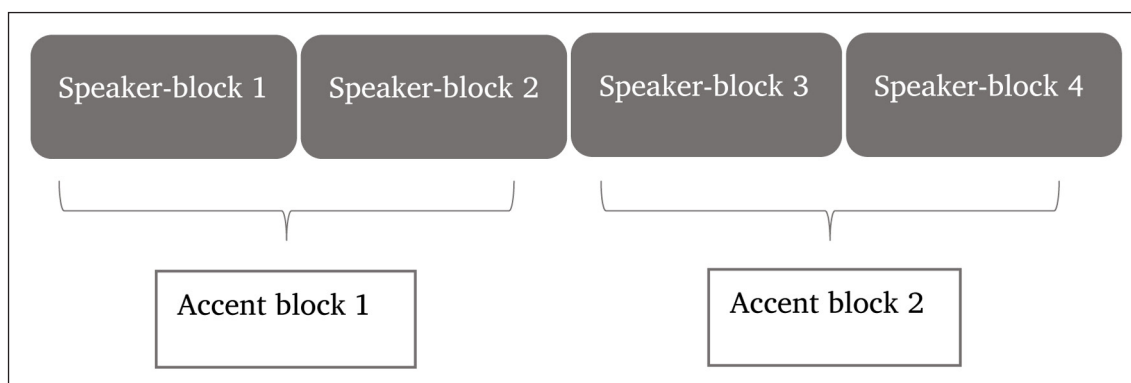 Speaker-block 1
Speaker-block 2
Speaker-block 3
Speaker-block 4
Accent block 1
Accent block 2